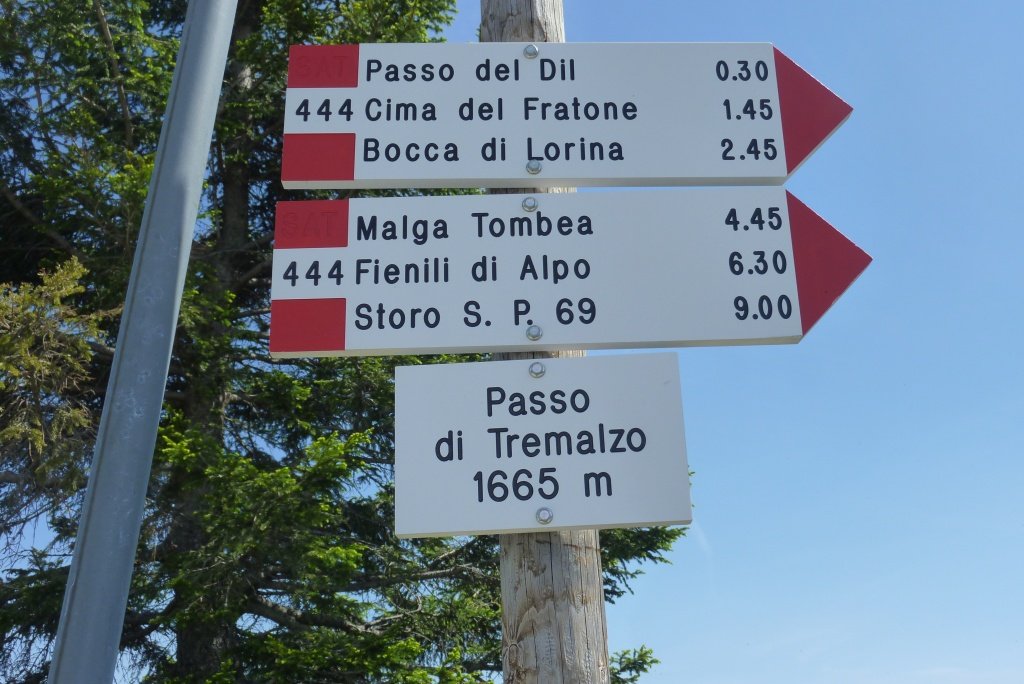 SAT Passo del Dil 0.30
444 Cima del Fratone 1.45
Bocca di Lorina 2.45
SAT Malga Tombea 4.45
444 Fienili di Alpo 6.30
Storo S. P. 69 9.00
Passo
di Tremalzo
1665 m